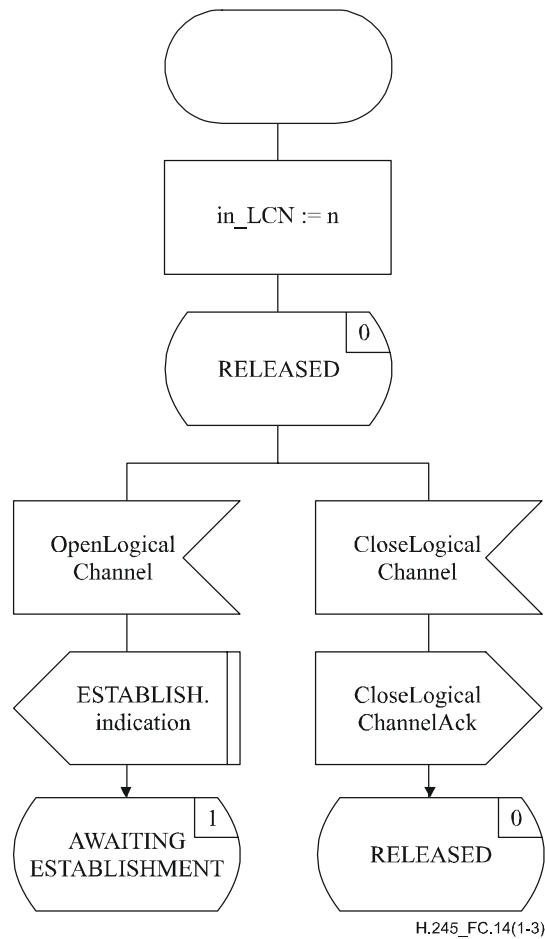 in_LCN := n
0
RELEASED
OpenLogical
Channel
CloseLogical
Channel
ESTABLISH.
indication
CloseLogical
ChannelAck
1
AWAITING
ESTABLISHMENT
0
RELEASED
H.245_FC.14(1-3)